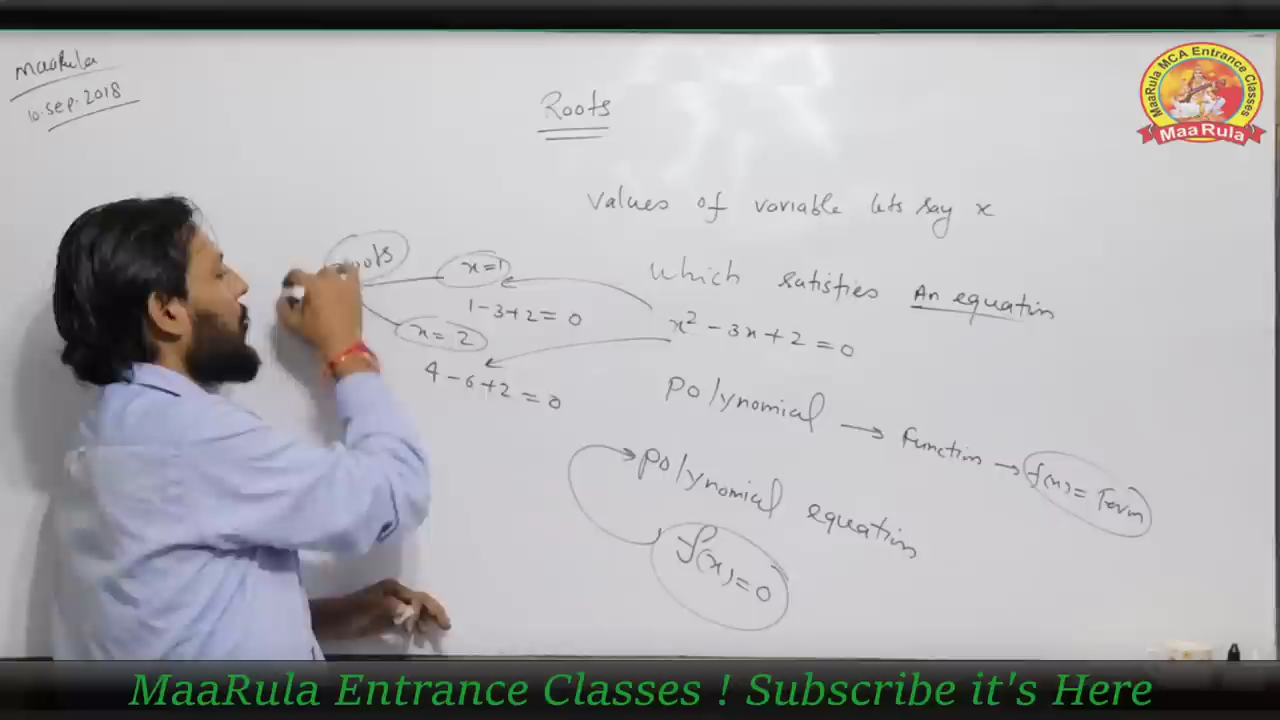 MaaRula
10.Sep.2018
Roots
MaaRula MCA Entrance Classes
MaaRula
values of variable lets say x
which satisfies An equation
x² - 3x + 2 = 0
roots
x=1
1-3+2=0
x=2
4-6+2=0
polynomial → function → f(x) = Term
polynomial equation
f(x)=0
MaaRula Entrance Classes ! Subscribe it's Here